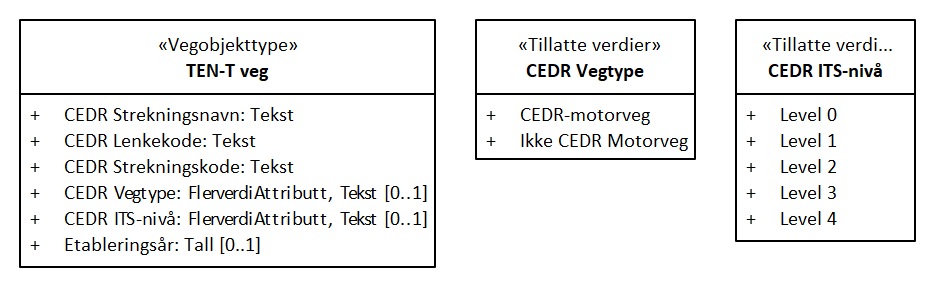 «Vegobjekttype»
TEN-T veg
+ CEDR Strekningsnavn: Tekst
+ CEDR Lenkekode: Tekst
+ CEDR Strekningskode: Tekst
+ CEDR Vegtype: FlerverdiAttributt, Tekst [0..1]
+ CEDR ITS-nivå: FlerverdiAttributt, Tekst [0..1]
+ Etableringsår: Tall [0..1]
«Tillatte verdier»
CEDR Vegtype
+ CEDR-motorveg
+ Ikke CEDR Motorveg
«Tillatte verdi...
CEDR ITS-nivå
+ Level 0
+ Level 1
+ Level 2
+ Level 3
+ Level 4